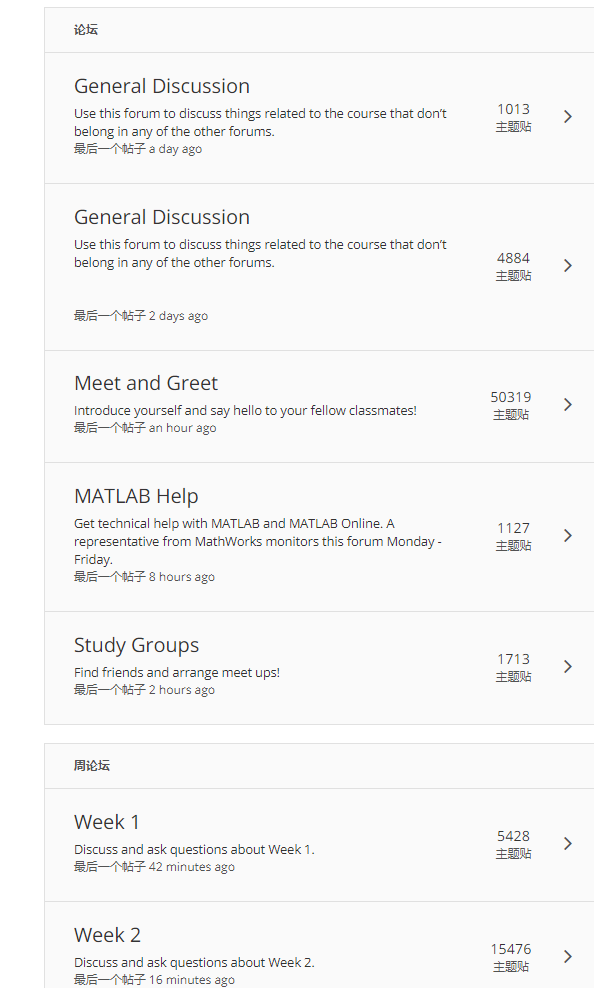 论坛
General Discussion
Use this forum to discuss things related to the course that don’t
belong in any of the other forums.
最后一个帖子 a day ago
1013
主题贴
General Discussion
Use this forum to discuss things related to the course that don’t
belong in any of the other forums.
最后一个帖子 2 days ago
4884
主题贴
Meet and Greet
Introduce yourself and say hello to your fellow classmates!
最后一个帖子 an hour ago
50319
主题贴
MATLAB Help
Get technical help with MATLAB and MATLAB Online. A
representative from MathWorks monitors this forum Monday -
Friday.
最后一个帖子 8 hours ago
1127
主题贴
Study Groups
Find friends and arrange meet ups!
最后一个帖子 2 hours ago
1713
主题贴
周论坛
Week 1
Discuss and ask questions about Week 1.
最后一个帖子 42 minutes ago
5428
主题贴
Week 2
Discuss and ask questions about Week 2.
最后一个帖子 16 minutes ago
15476
主题贴